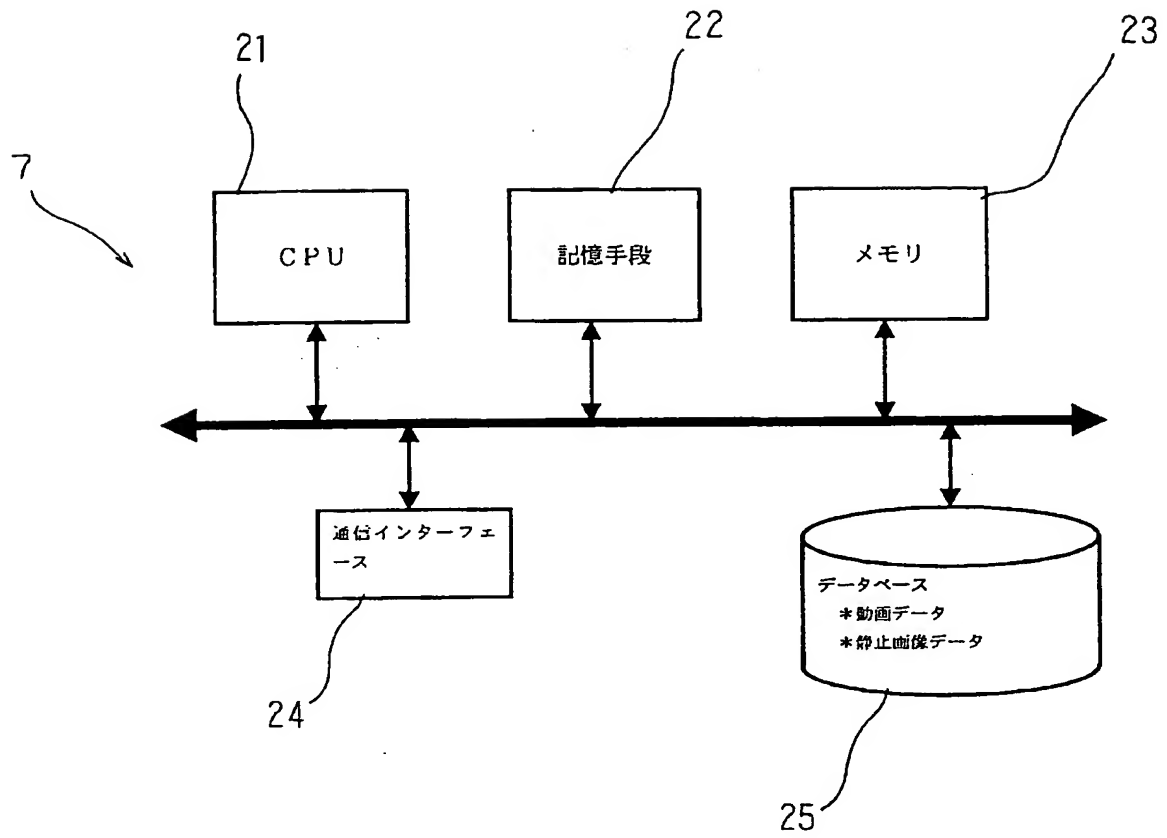 22
21
23
7
CPU
記憶手段
メモリ
通信インターフェ
ース
データベース
*動画データ
*静止画像データ
24
25